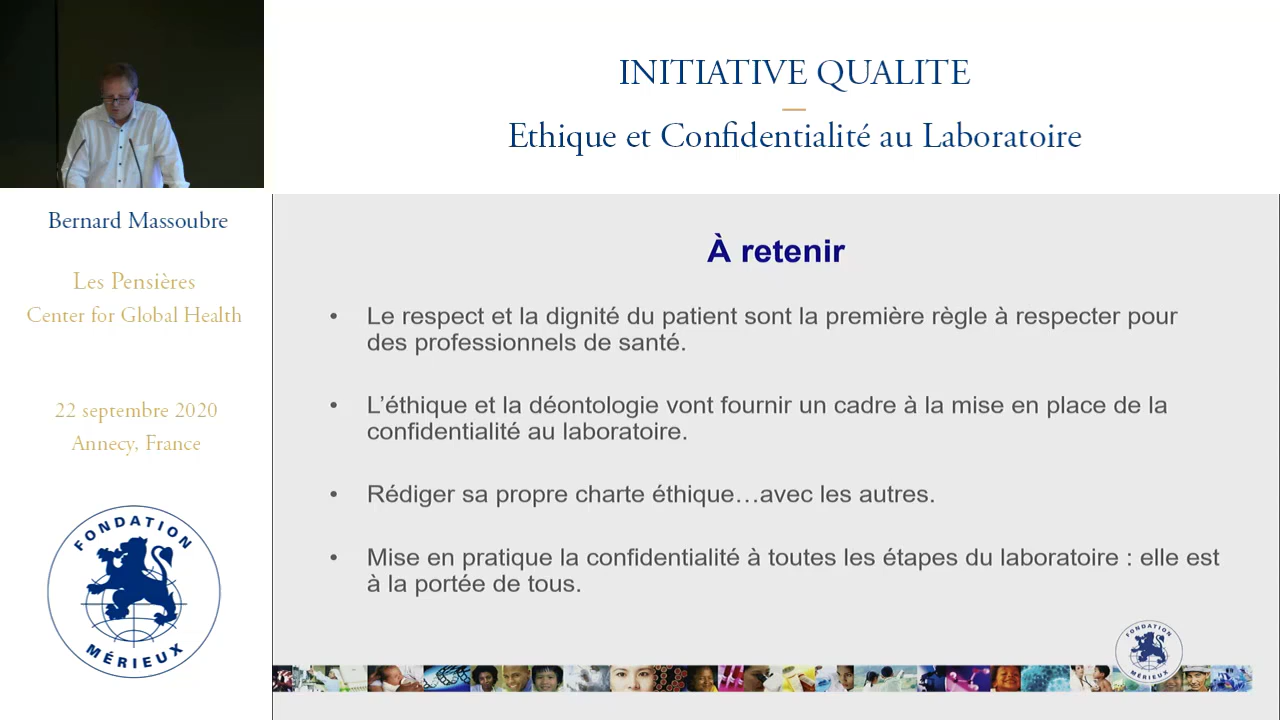 INITIATIVE QUALITE
Ethique et Confidentialité au Laboratoire
Bernard Massoubre
Les Pensières
Center for Global Health
22 septembre 2020
Annecy, France
FONDATION
MÉRIEUX
À retenir
• Le respect et la dignité du patient sont la première règle à respecter pour
des professionnels de santé.
• L'éthique et la déontologie vont fournir un cadre à la mise en place de la
confidentialité au laboratoire.
• Rédiger sa propre charte éthique…avec les autres.
• Mise en pratique la confidentialité à toutes les étapes du laboratoire : elle est
à la portée de tous.
FONDATION
MÉRIEUX